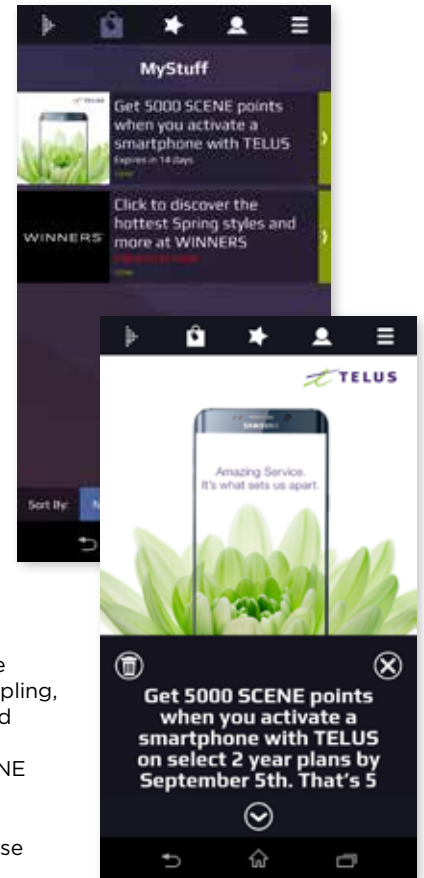 MyStuff
TELUS
Get 5000 SCENE points
when you activate a
smartphone with TELUS
Expires in 14 days
WINNERS
Click to discover the
hottest Spring styles and
more at WINNERS
Sort By:
TELUS
SAMSUNG
Amazing Service.
It's what sets us apart.
Get 5000 SCENE points
when you activate a
smartphone with TELUS
on select 2 year plans by
September 5th. That's 5